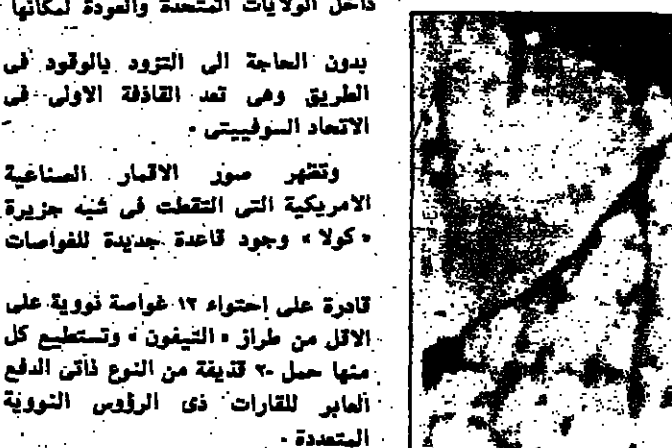 داخل الولايات المتحدة والعودة لمكانها
بدون الحاجة الى التزود بالوقود فى
الطريق وهى تعد القاذفة الاولى فى
الاتحاد السوفييتى .
وتظهر صور الاقمار الصناعية
الامريكية التى التقطت فى شبه جزيرة
« كولا » وجود قاعدة جديدة للغواصات
قادرة على إحتواء ١٢ غواصة نووية على
الاقل من طراز « التيفون » وتستطيع كل
منها حمل ٢٠ قذيفة من النوع ذاتى الدفع
العابر للقارات ذى الرؤوس النووية
المتعددة .